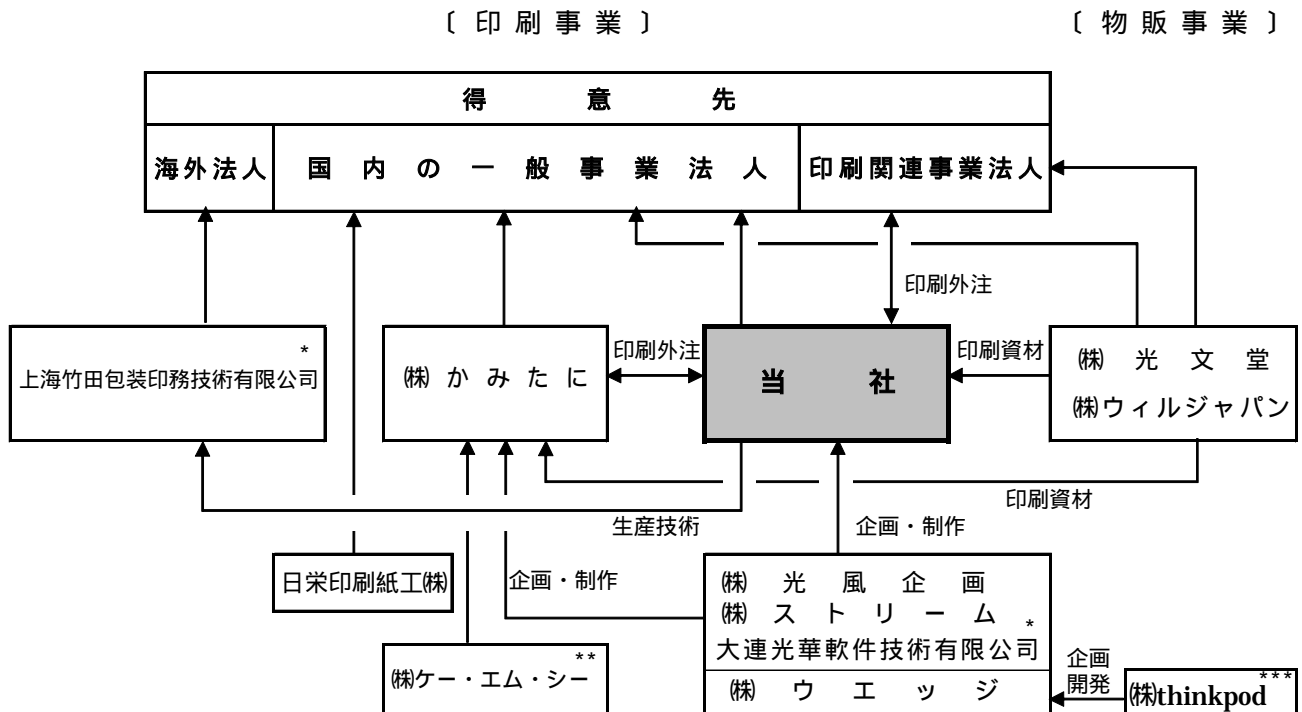 〔 印 刷 事 業 〕
〔 物 販 事 業 〕
得 意 先
海外法人
国 内 の 一 般 事 業 法 人
印刷関連事業法人
印刷外注
*
上海竹田包装印務技術有限公司
㈱ か み た に
印刷外注
当 社
印刷資材
㈱ 光 文 堂
㈱ウィルジャパン
印刷資材
生産技術
企画・制作
日栄印刷紙工㈱
企画・制作
㈱ 光 風 企 画
㈱ ス ト リ ー ム
*
大連光華軟件技術有限公司
㈱ ウ エ ッ ジ
**
㈱ケー・エム・シー
企画
開発
***
㈱thinkpod